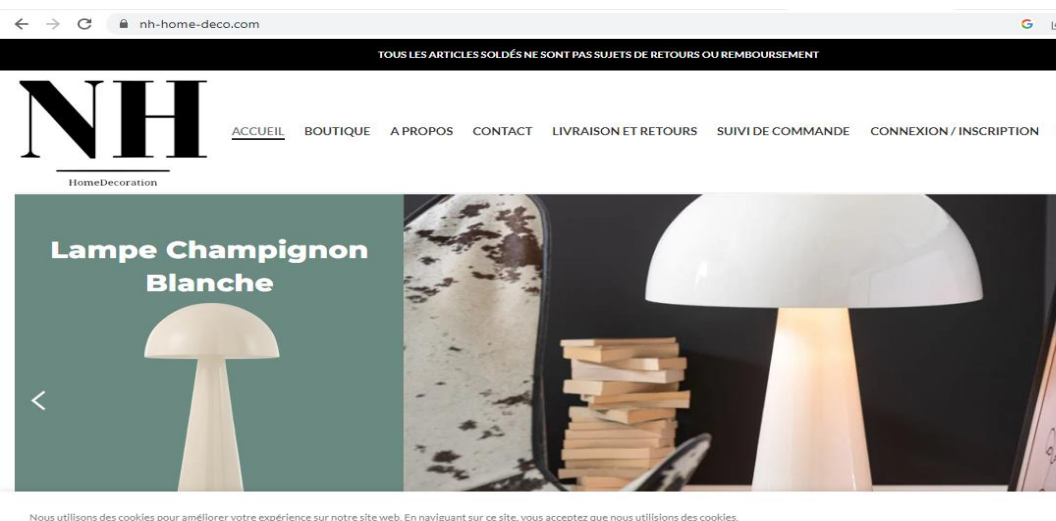 nh-home-deco.com
TOUS LES ARTICLES SOLDÉS NE SONT PAS SUJETS DE RETOURS OU REMBOURSEMENT
NH
HomeDecoration
ACCUEIL BOUTIQUE A PROPOS CONTACT LIVRAISON ET RETOURS SUIVI DE COMMANDE CONNEXION / INSCRIPTION
Lampe Champignon
Blanche
Nous utilisons des cookies pour améliorer votre expérience sur notre site web. En naviguant sur ce site, vous acceptez que nous utilisions des cookies.